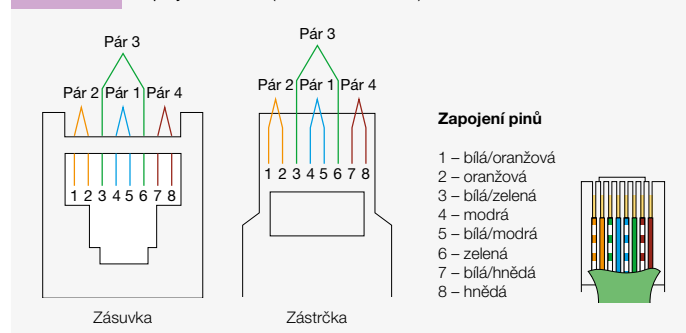 Pár 3
Pár 2 Pár 1 Pár 4
1 2 3 4 5 6 7 8
Zásuvka
Pár 3
Pár 2 Pár 1 Pár 4
1 2 3 4 5 6 7 8
Zástrčka
Zapojení pinů
1 – bílá/oranžová
2 – oranžová
3 – bílá/zelená
4 – modrá
5 – bílá/modrá
6 – zelená
7 – bílá/hnědá
8 – hnědá